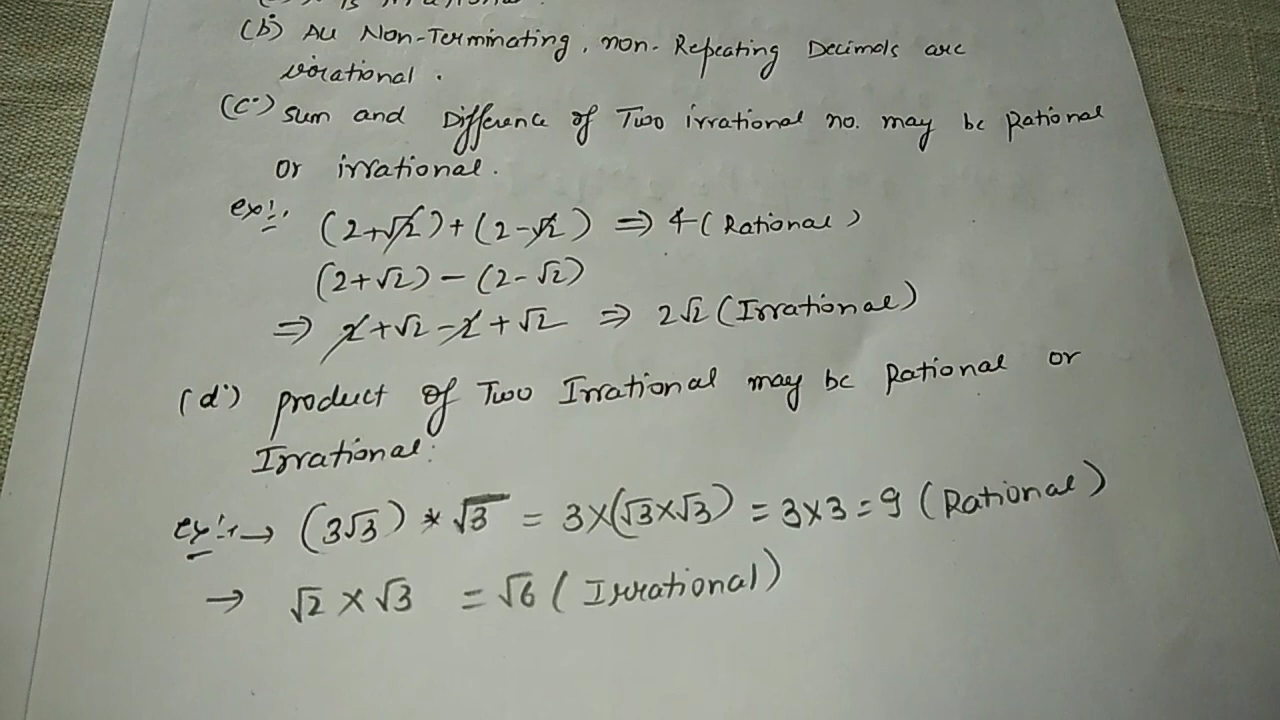 is irrational.
(b) All Non-Terminating, non-Repeating Decimals are
irrational.
(c.) sum and Difference of Two irrational no. may be Rational
or irrational.
ex:. (2+√2)+(2-√2) ⇒ 4 (Rational)
(2+√2) - (2-√2)
⇒ 2+√2-2+√2 ⇒ 2√2 (Irrational)
(d.) product of Two Irrational may be Rational or
Irrational.
ex:. → (3√3) * √3 = 3×(√3×√3) = 3×3=9 (Rational)
→ √2 × √3 = √6 (Irrational)